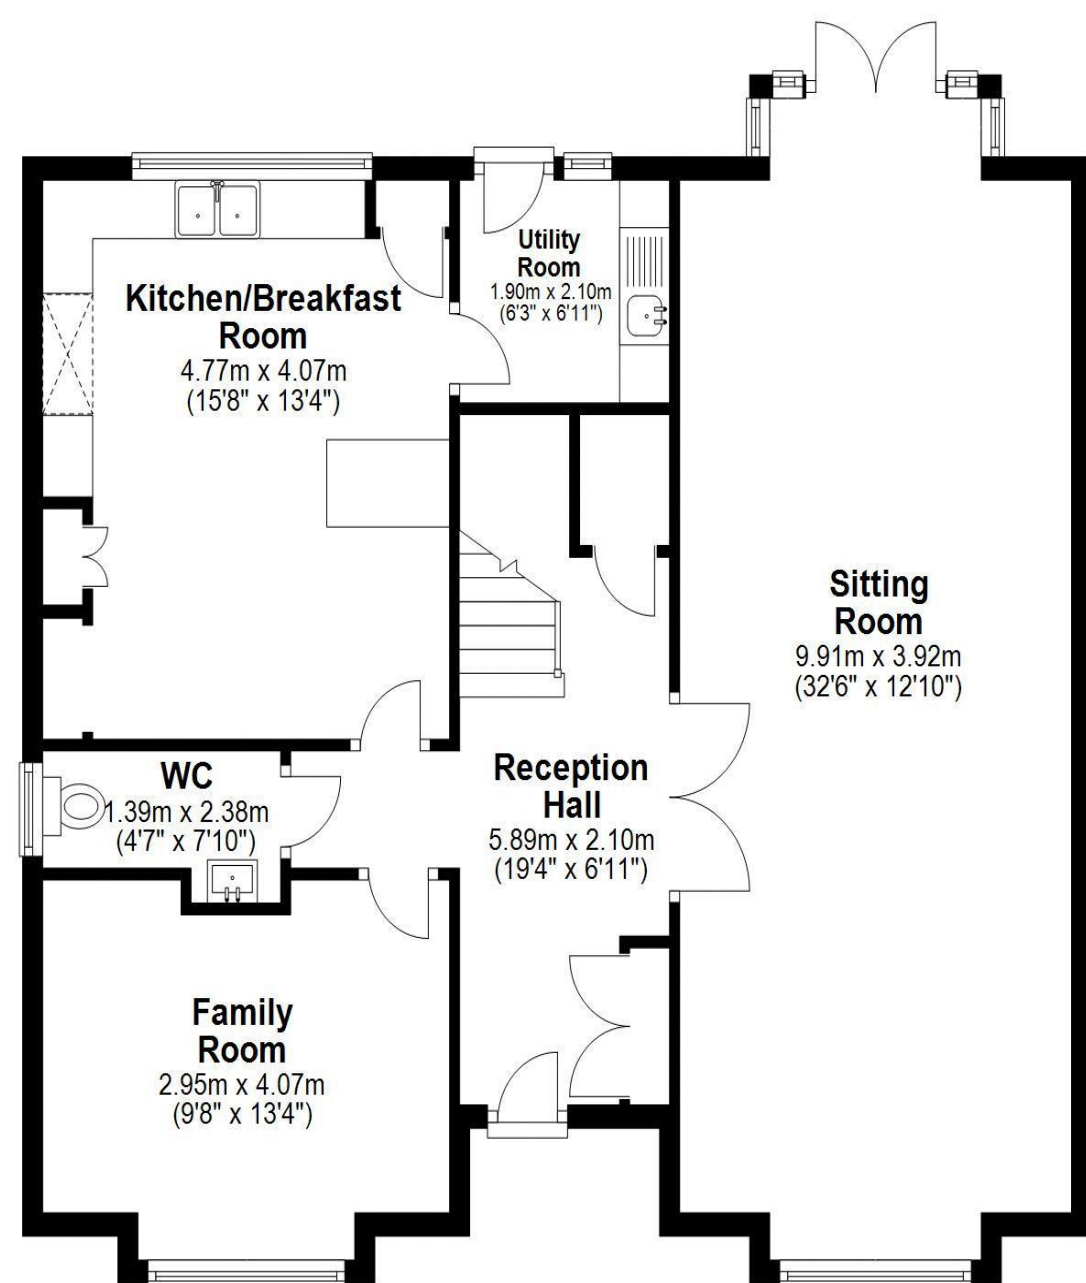 Utility
Room
1.90m x 2.10m
(6'3" x 6'11")
Kitchen/Breakfast
Room
4.77m x 4.07m
(15'8" x 13'4")
Sitting
Room
9.91m x 3.92m
(32'6" x 12'10")
WC
1.39m x 2.38m
(4'7" x 7'10")
Reception
Hall
5.89m x 2.10m
(19'4" x 6'11")
Family
Room
2.95m x 4.07m
(9'8" x 13'4")